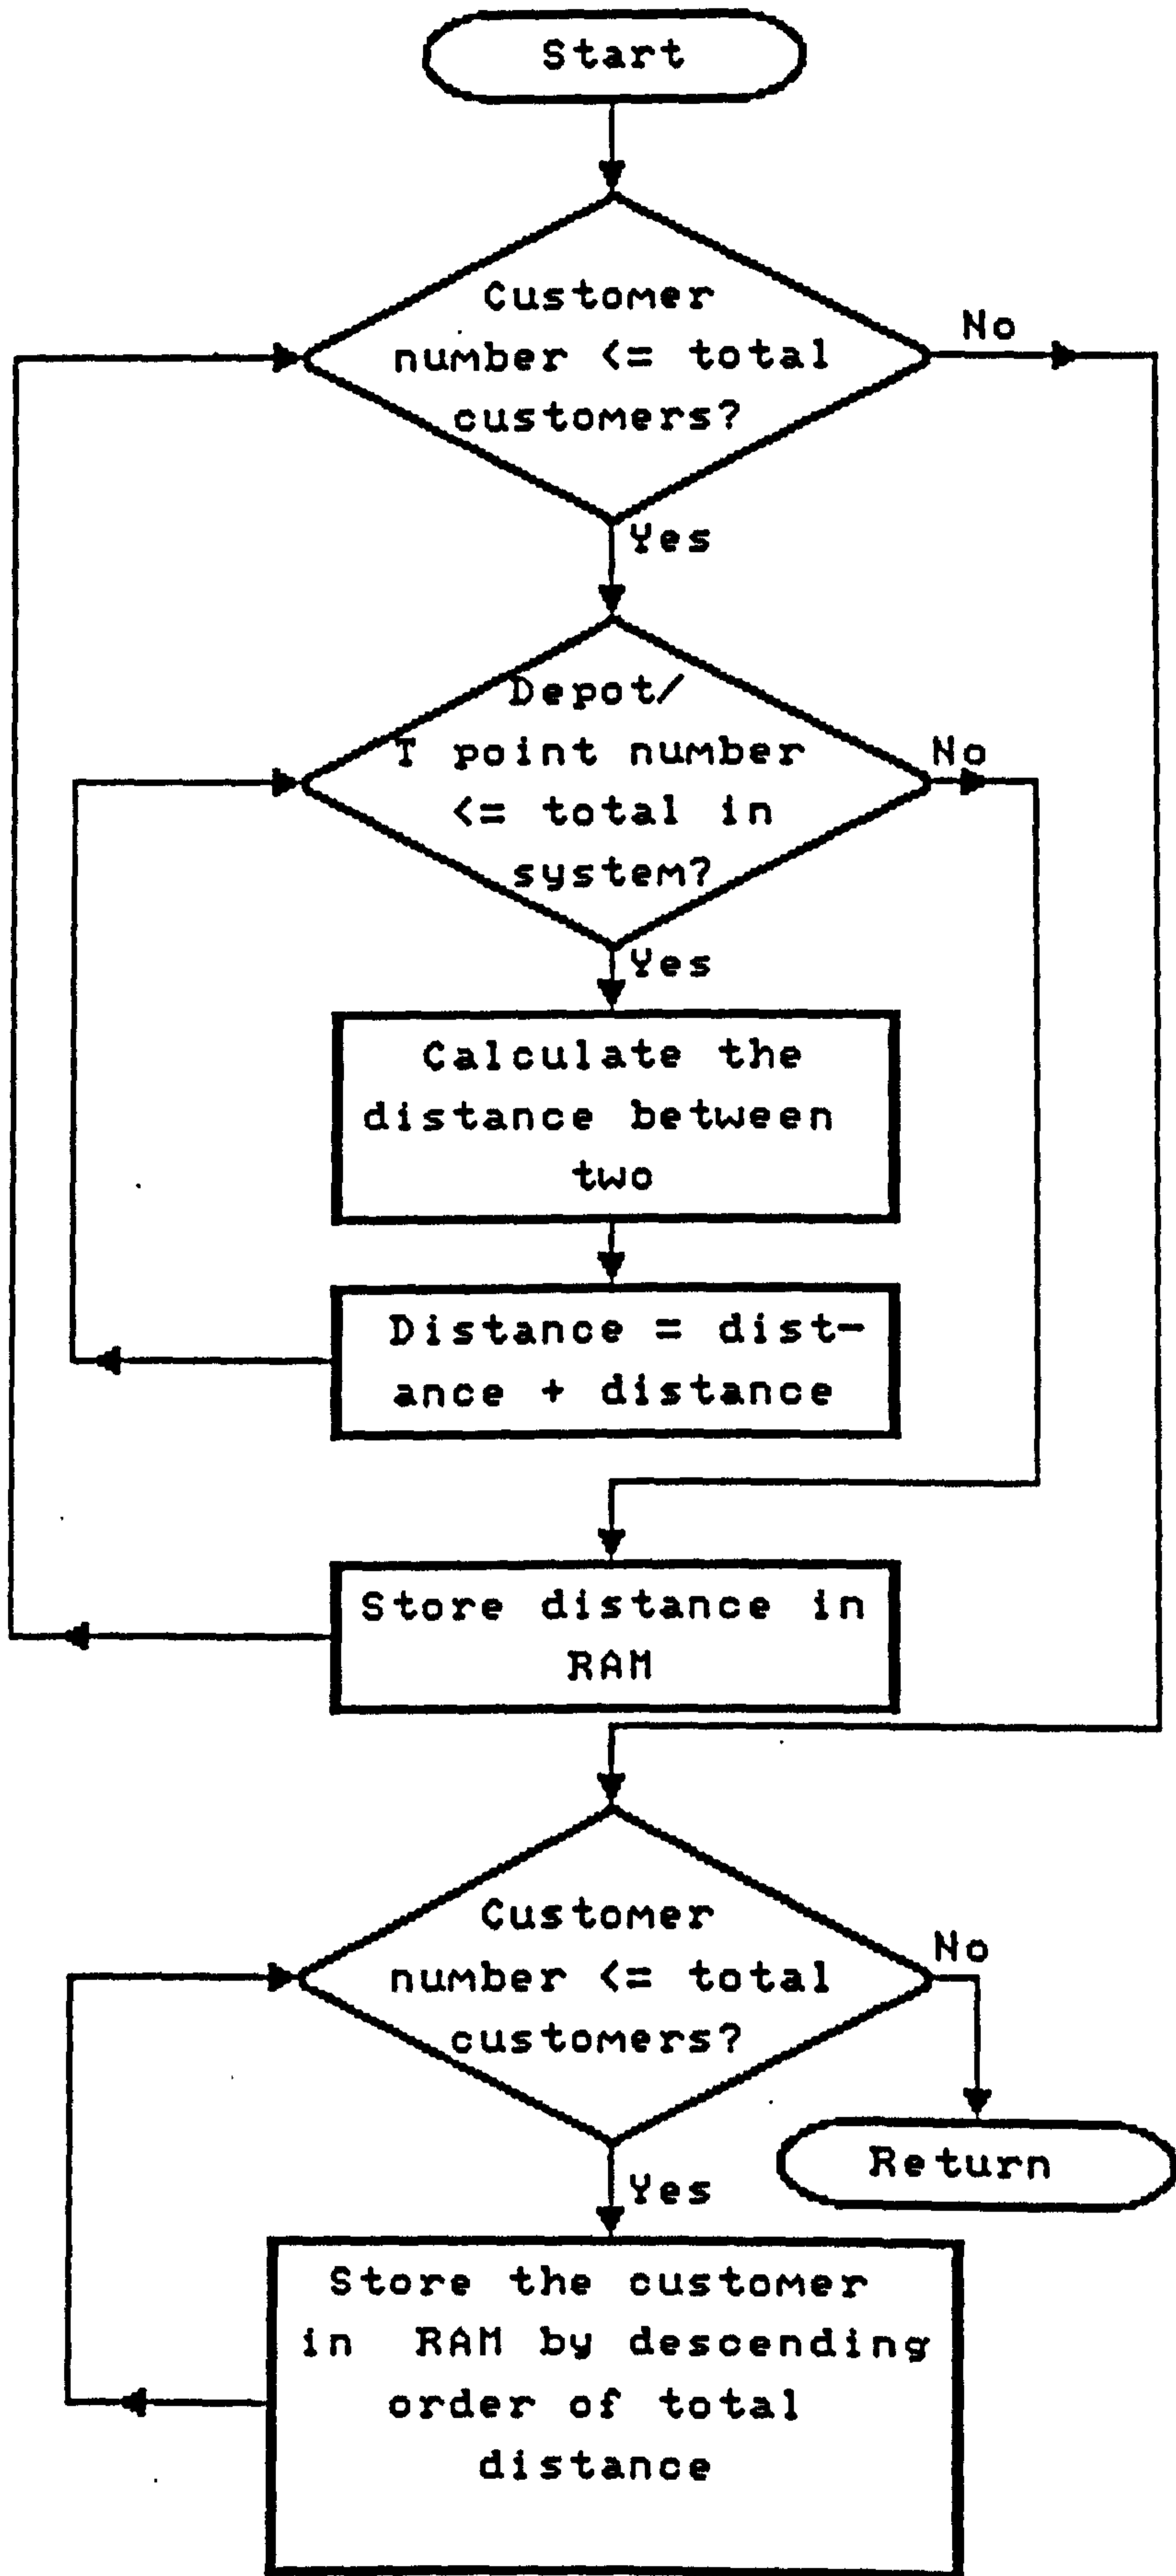 Start
Customer
number <= total
customers?
No
Yes
Depot/
T point number
<= total in
system?
No
Yes
Calculate the
distance between
two
Distance = dist-
ance + distance
Store distance in
RAM
Customer
number <= total
customers?
No
Return
Yes
Store the customer
in RAM by descending
order of total
distance